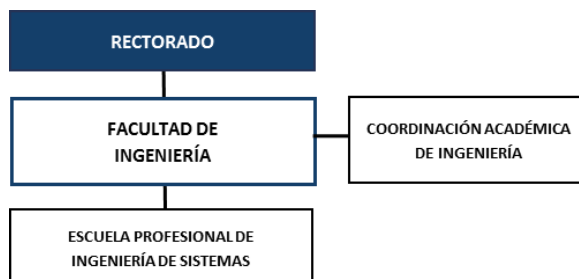 RECTORADO
FACULTAD DE
INGENIERÍA
COORDINACIÓN ACADÉMICA
DE INGENIERÍA
ESCUELA PROFESIONAL DE
INGENIERÍA DE SISTEMAS